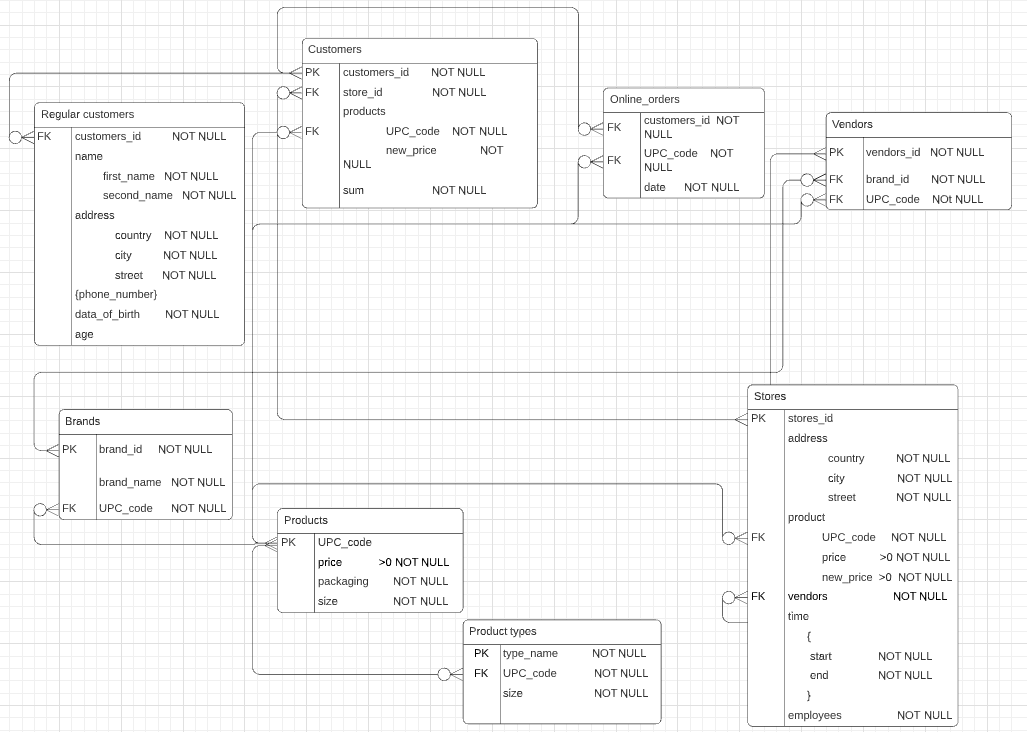 Customers
PK customers_id NOT NULL
FK store_id NOT NULL
products
FK UPC_code NOT NULL
new_price NOT
NULL
sum NOT NULL
Regular customers
FK customers_id NOT NULL
name
first_name NOT NULL
second_name NOT NULL
address
country NOT NULL
city NOT NULL
street NOT NULL
{phone_number}
data_of_birth NOT NULL
age
Online_orders
FK customers_id NOT
NULL
FK UPC_code NOT
NULL
date NOT NULL
Vendors
PK vendors_id NOT NULL
FK brand_id NOT NULL
FK UPC_code NOt NULL
Brands
PK brand_id NOT NULL
brand_name NOT NULL
FK UPC_code NOT NULL
Products
PK UPC_code
price >0 NOT NULL
packaging NOT NULL
size NOT NULL
Product types
PK type_name NOT NULL
FK UPC_code NOT NULL
size NOT NULL
Stores
PK stores_id
address
country NOT NULL
city NOT NULL
street NOT NULL
product
FK UPC_code NOT NULL
price >0 NOT NULL
new_price >0 NOT NULL
FK vendors NOT NULL
time
{
start NOT NULL
end NOT NULL
}
employees NOT NULL